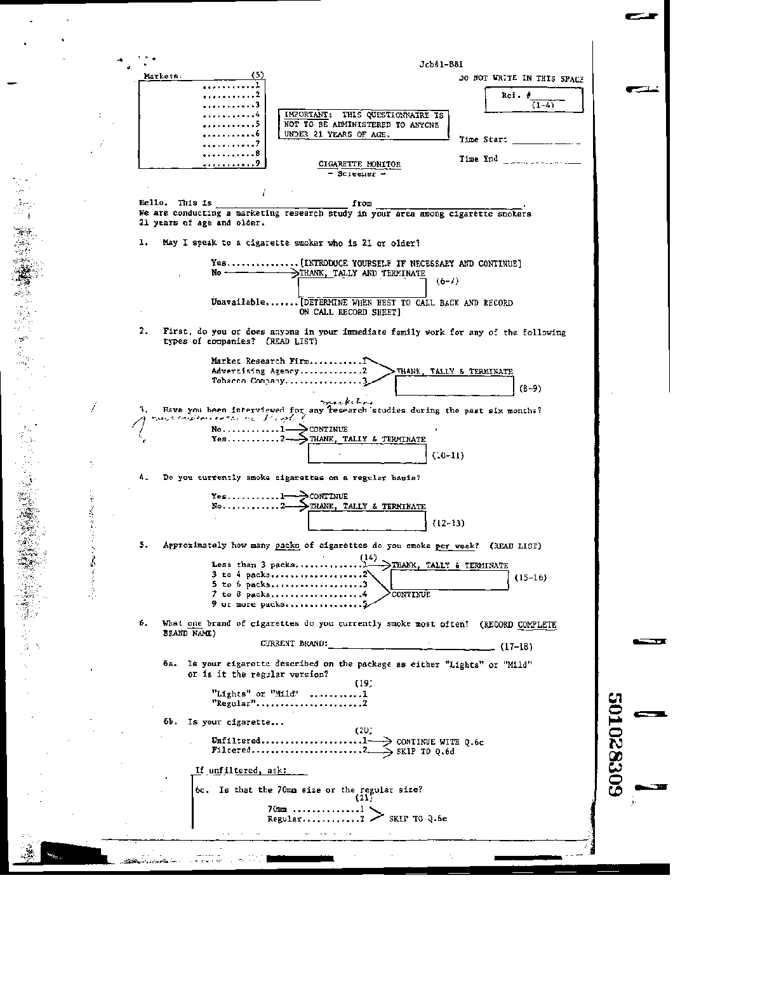 Job#1-881
Markets: (5)
...........1
...........2
...........3
...........4
...........5
...........6
...........7
...........8
...........9
DO NOT WRITE IN THIS SPACE
Ref. #
(1-4)
IMPORTANT: THIS QUESTIONNAIRE IS
NOT TO BE ADMINISTERED TO ANYONE
UNDER 21 YEARS OF AGE.
Time Start
Time End
CIGARETTE MONITOR
- Screener -
Hello. This is ____ from ____.
We are conducting a marketing research study in your area among cigarette smokers
21 years of age and older.
1. May I speak to a cigarette smoker who is 21 or older?
Yes..............[INTRODUCE YOURSELF IF NECESSARY AND CONTINUE]
No THANK, TALLY AND TERMINATE
(6-7)
Unavailable.......[DETERMINE WHEN BEST TO CALL BACK AND RECORD
ON CALL RECORD SHEET]
2. First, do you or does anyone in your immediate family work for any of the following
types of companies? (READ LIST)
Market Research Firm..........1
Advertising Agency............2 THANK, TALLY & TERMINATE
Tobacco Company...............3
(8-9)
marketing
3. Have you been interviewed for any research studies during the past six months?
No...........1 CONTINUE
Yes..........2 THANK, TALLY & TERMINATE
(10-11)
4. Do you currently smoke cigarettes on a regular basis?
Yes..........1 CONTINUE
No...........2 THANK, TALLY & TERMINATE
(12-13)
5. Approximately how many packs of cigarettes do you smoke per week? (READ LIST)
(14)
Less than 3 packs.............1 THANK, TALLY & TERMINATE
3 to 4 packs..................2
(15-16)
5 to 6 packs..................3
7 to 8 packs..................4 CONTINUE
9 or more packs...............5
6. What one brand of cigarettes do you currently smoke most often? (RECORD COMPLETE
BRAND NAME)
CURRENT BRAND: ____ (17-18)
6a. Is your cigarette described on the package as either "Lights" or "Mild"
or is it the regular version?
(19)
"Lights" or "Mild" ..........1
"Regular"....................2
6b. Is your cigarette...
(20)
Unfiltered....................1 CONTINUE WITH Q.6c
Filtered......................2 SKIP TO Q.6d
If unfiltered, ask:
6c. Is that the 70mm size or the regular size?
(21)
70mm .............1
Regular...........2 SKIP TO Q.6e
501028309